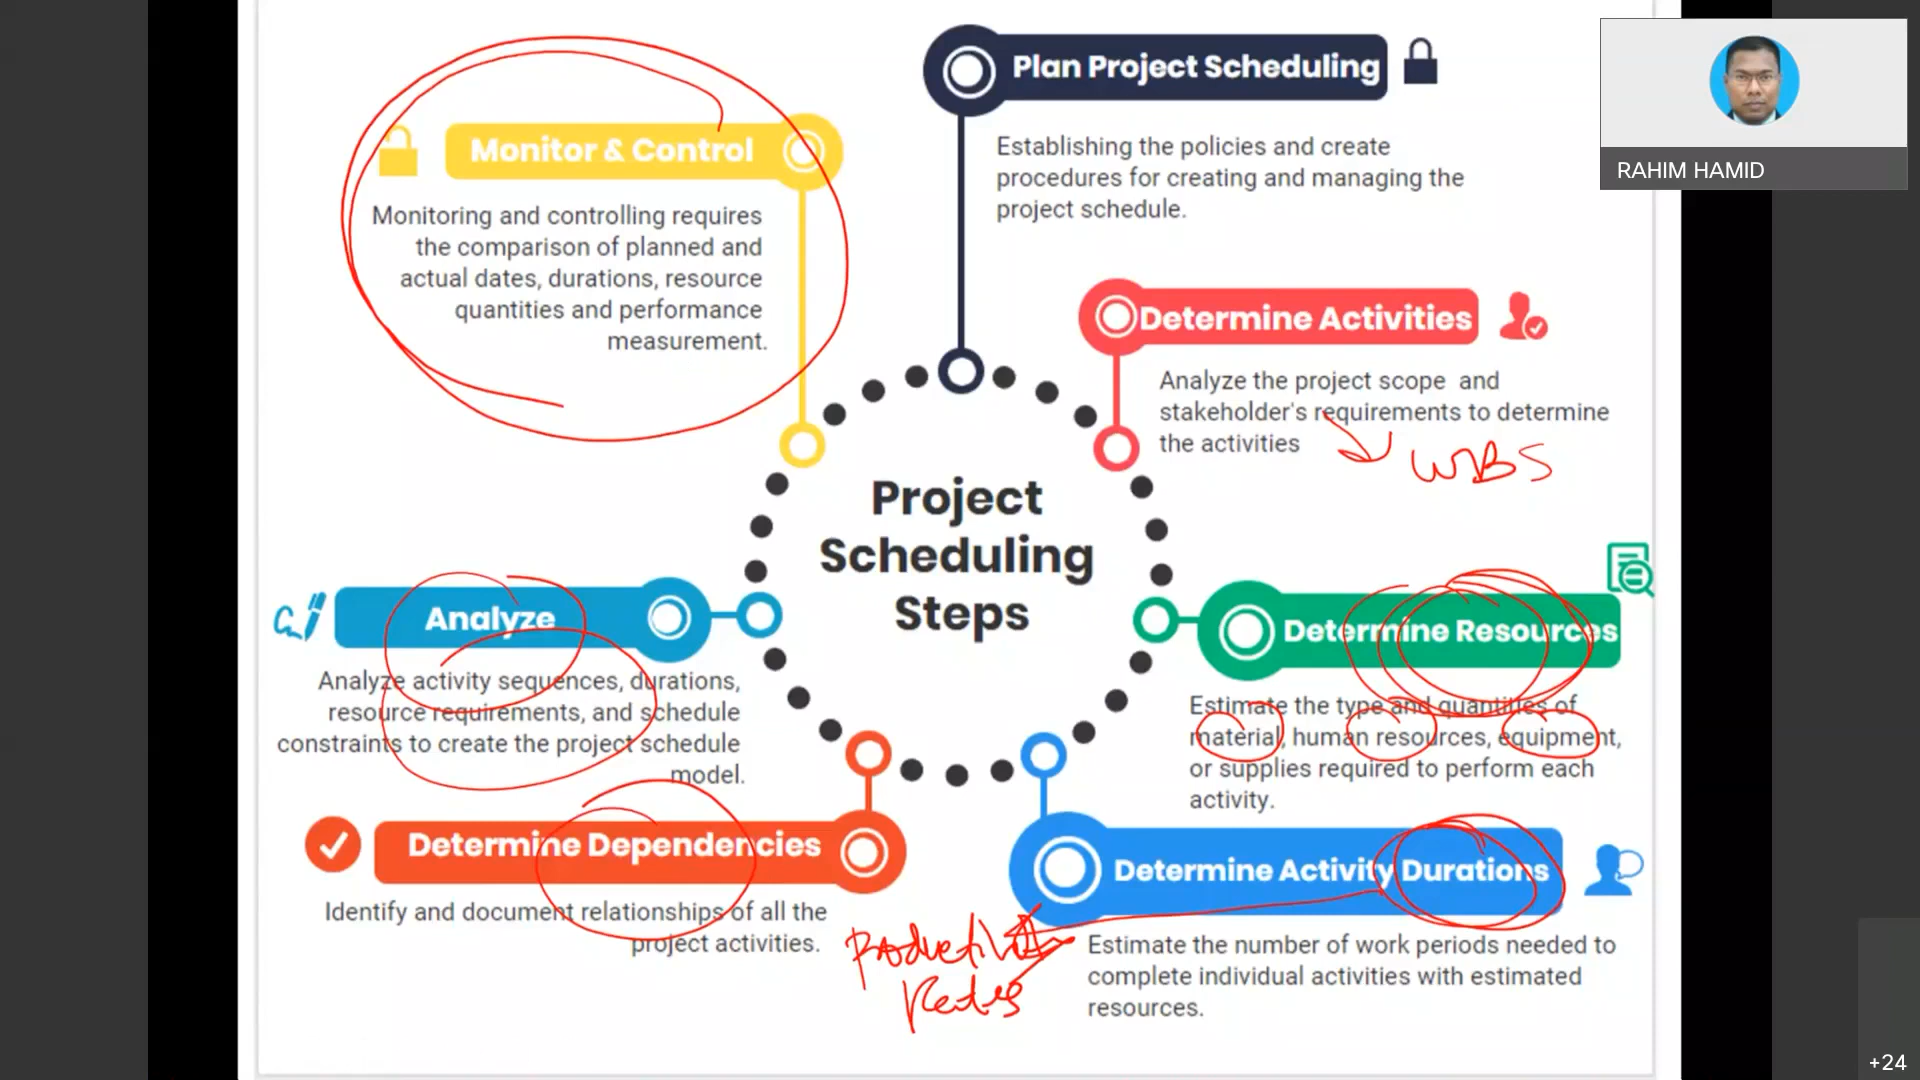 Plan Project Scheduling
Establishing the policies and create
procedures for creating and managing the
project schedule.
RAHIM HAMID
Monitor & Control
Monitoring and controlling requires
the comparison of planned and
actual dates, durations, resource
quantities and performance
measurement.
Determine Activities
Analyze the project scope and
stakeholder's requirements to determine
the activities
WBS
Project
Scheduling
Steps
Analyze
Analyze activity sequences, durations,
resource requirements, and schedule
constraints to create the project schedule
model.
Determine Resources
Estimate the type and quantities of
material, human resources, equipment,
or supplies required to perform each
activity.
Determine Dependencies
Identify and document relationships of all the
project activities.
Determine Activity Durations
Estimate the number of work periods needed to
complete individual activities with estimated
resources.
+24